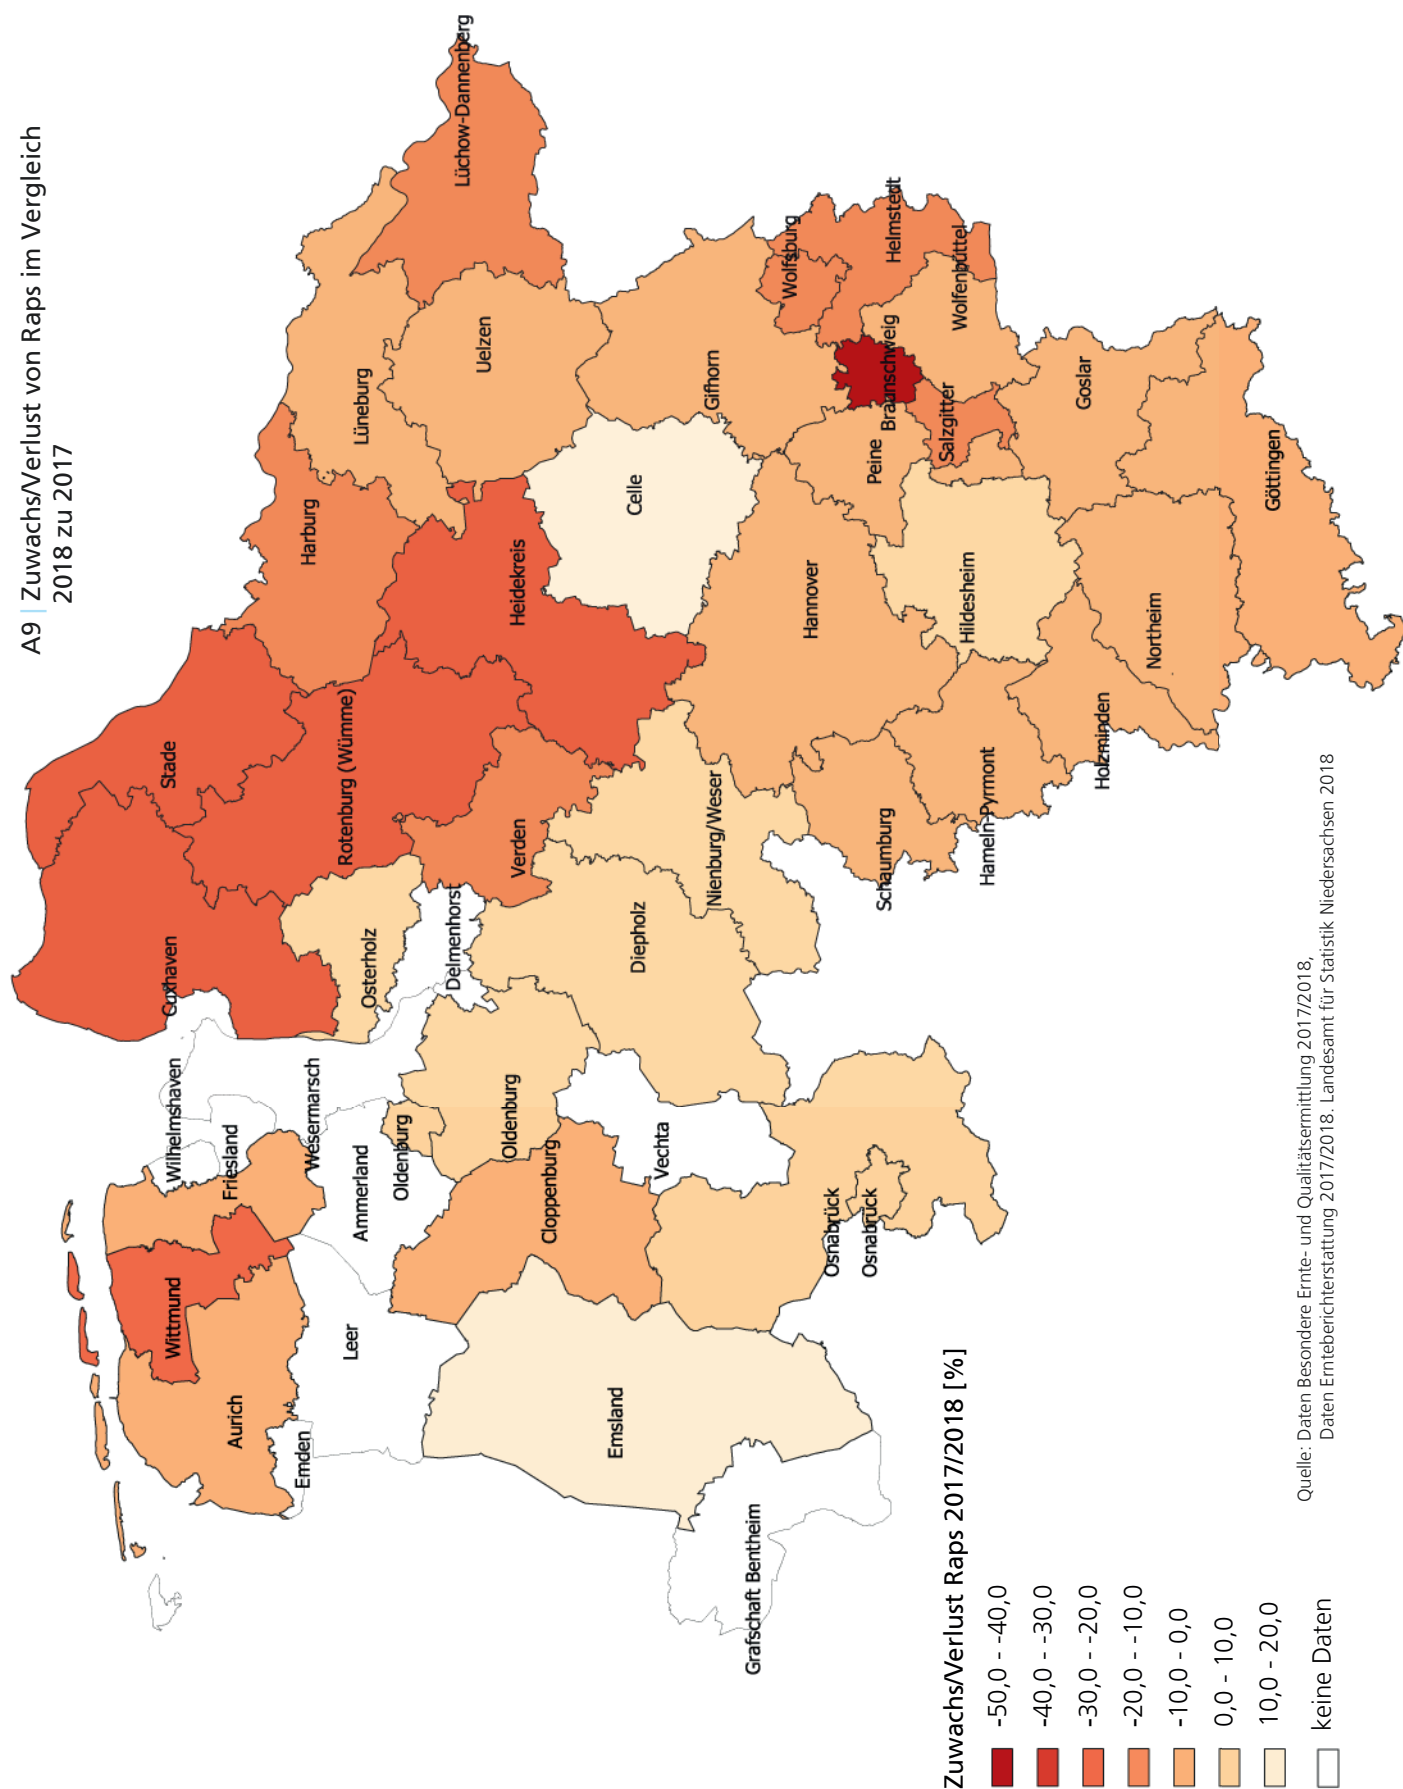 A9 | Zuwachs/Verlust von Raps im Vergleich
2018 zu 2017
Cuxhaven
Stade
Wilhelmshaven
Wittmund
Friesland
Aurich
Emden
Wesermarsch
Harburg
Lüneburg
Lüchow-Dannenberg
Rotenburg (Wümme)
Osterholz
Ammerland
Leer
Oldenburg
Delmenhorst
Uelzen
Heidekreis
Verden
Oldenburg
Cloppenburg
Emsland
Celle
Diepholz
Vechta
Gifhorn
Nienburg/Weser
Grafschaft Bentheim
Wolfsburg
Hannover
Osnabrück
Osnabrück
Helmstedt
Braunschweig
Peine
Schaumburg
Wolfenbüttel
Salzgitter
Hildesheim
Hameln-Pyrmont
Goslar
Holzminden
Northeim
Göttingen
Zuwachs/Verlust Raps 2017/2018 [%]
-50,0 - -40,0
-40,0 - -30,0
-30,0 - -20,0
-20,0 - -10,0
-10,0 - 0,0
0,0 - 10,0
10,0 - 20,0
keine Daten
Quelle: Daten Besondere Ernte- und Qualitätsermittlung 2017/2018,
Daten Ernteberichterstattung 2017/2018. Landesamt für Statistik Niedersachsen 2018